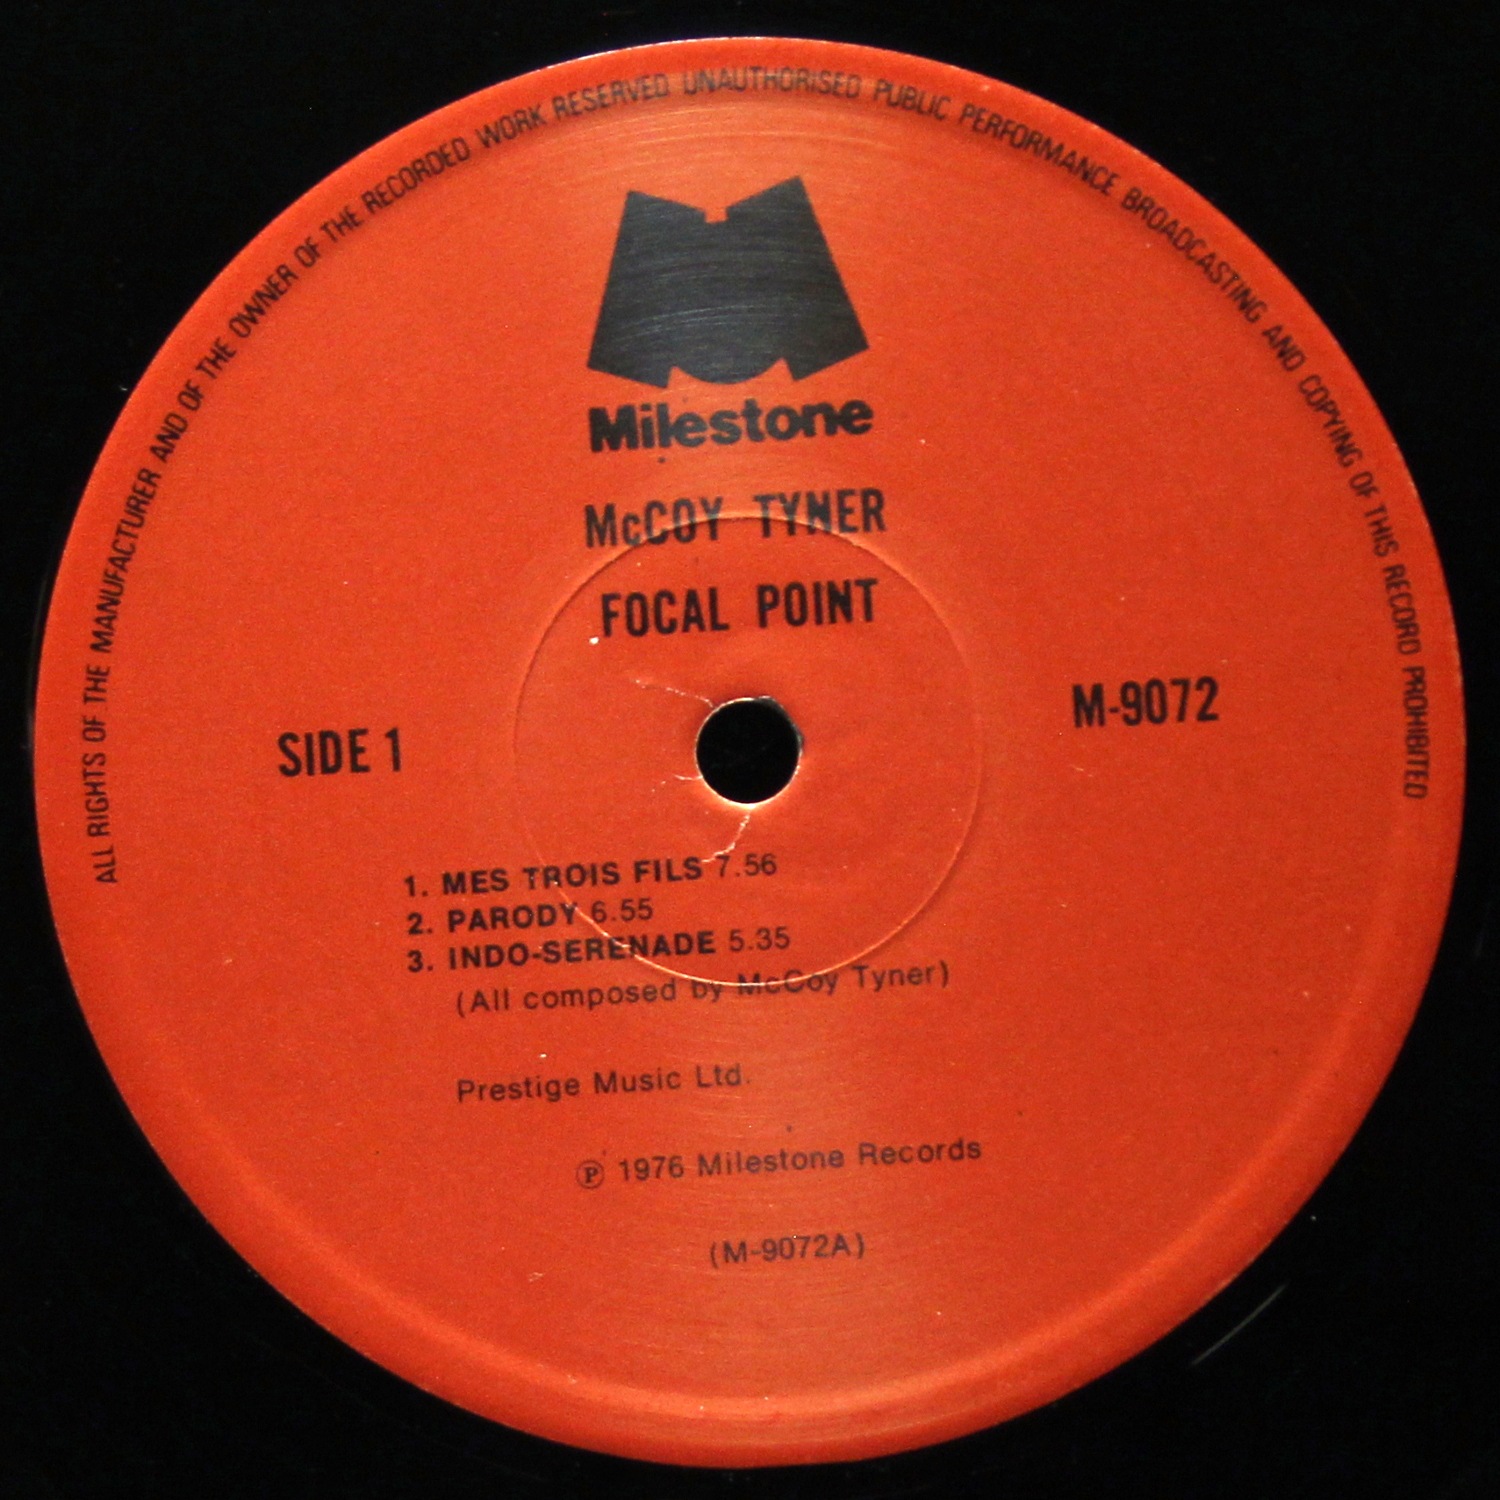 ALL RIGHTS OF THE MANUFACTURER AND OF THE OWNER OF THE RECORDED WORK RESERVED UNAUTHORISED PUBLIC PERFORMANCE BROADCASTING AND COPYING OF THIS RECORD PROHIBITED
Milestone
McCOY TYNER
FOCAL POINT
SIDE 1
M-9072
1. MES TROIS FILS 7.56
2. PARODY 6.55
3. INDO-SERENADE 5.35
(All composed by McCoy Tyner)
Prestige Music Ltd.
Ⓟ 1976 Milestone Records
(M-9072A)